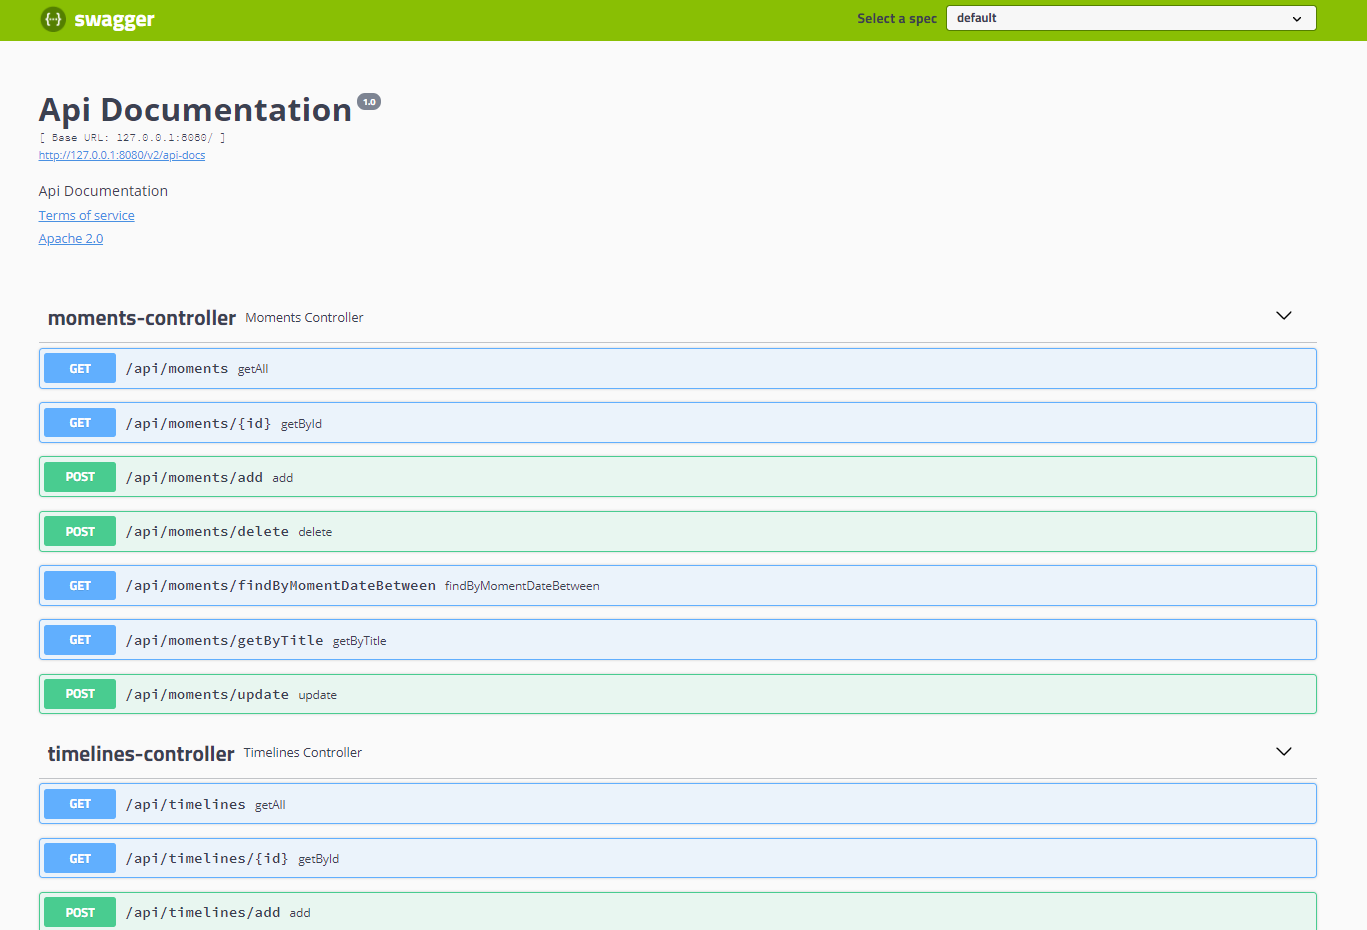 swagger
Select a spec default
Api Documentation 1.0
[ Base URL: 127.0.0.1:8080/ ]
http://127.0.0.1:8080/v2/api-docs
Api Documentation
Terms of service
Apache 2.0
moments-controller Moments Controller
GET /api/moments getAll
GET /api/moments/{id} getById
POST /api/moments/add add
POST /api/moments/delete delete
GET /api/moments/findByMomentDateBetween findByMomentDateBetween
GET /api/moments/getByTitle getByTitle
POST /api/moments/update update
timelines-controller Timelines Controller
GET /api/timelines getAll
GET /api/timelines/{id} getById
POST /api/timelines/add add